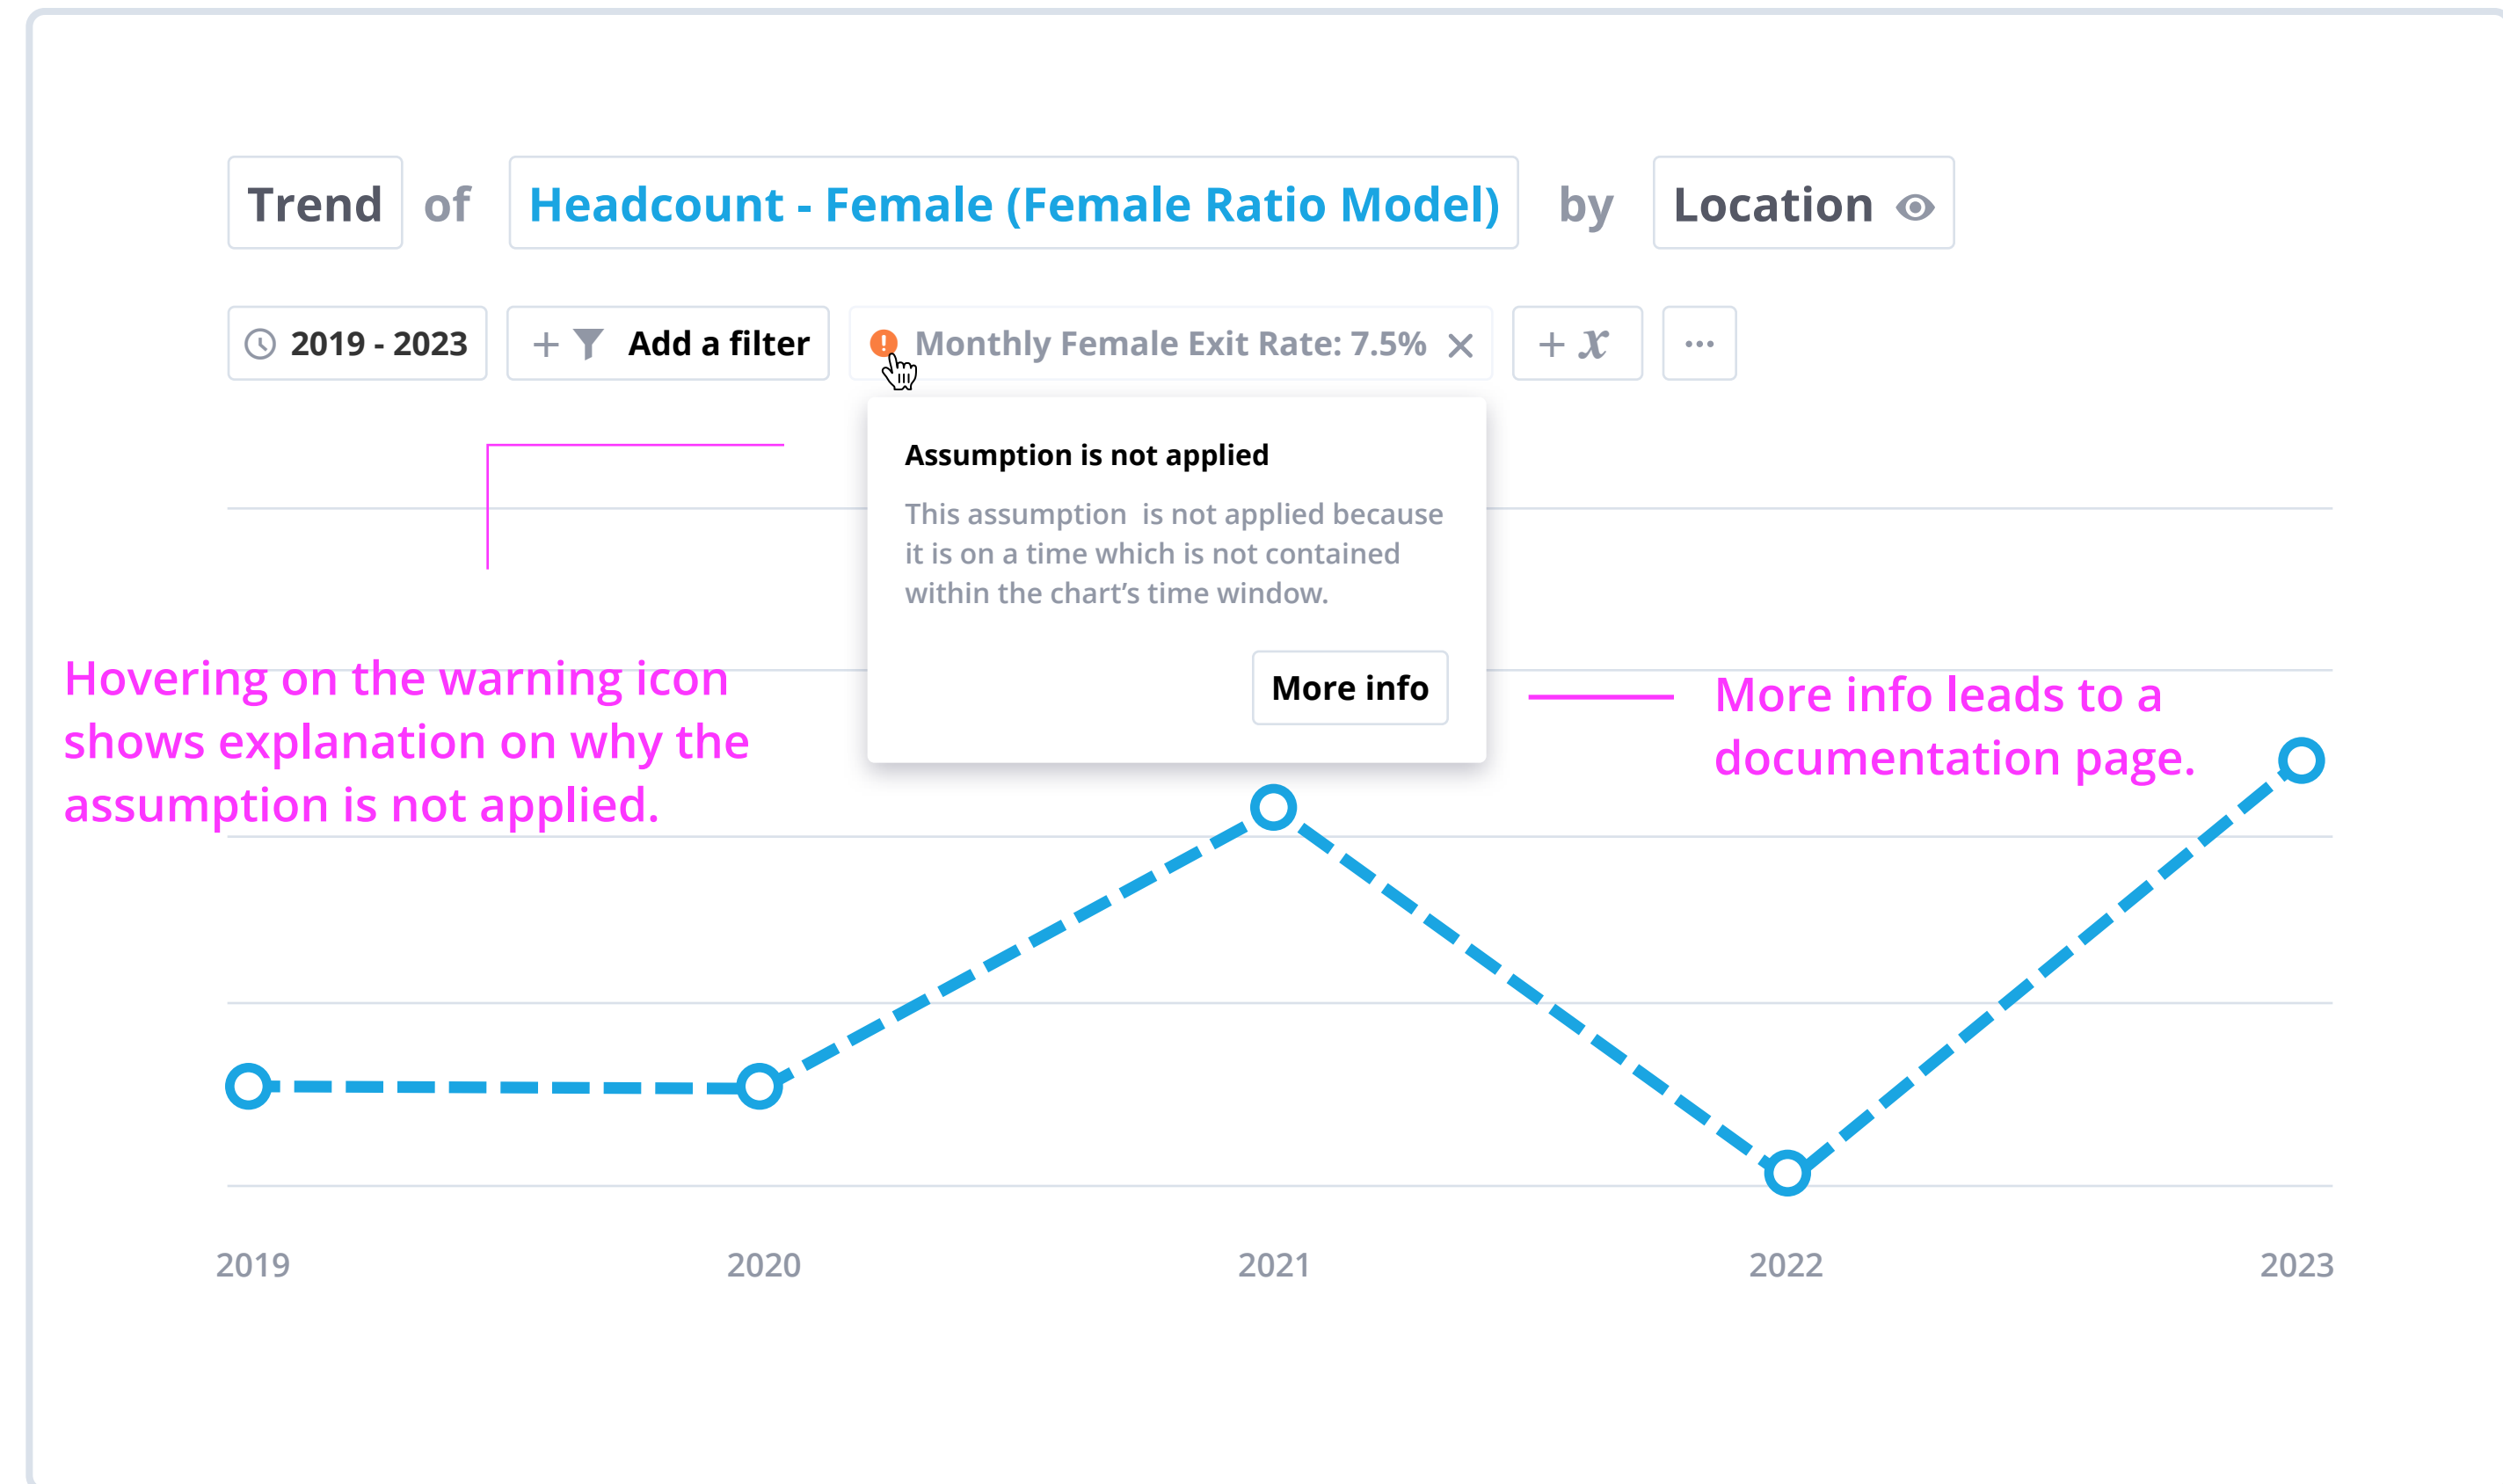 Trend of Headcount - Female (Female Ratio Model) by Location
2019 - 2023 + Add a filter Monthly Female Exit Rate: 7.5% + x ...
Assumption is not applied
This assumption  is not applied because
it is on a time which is not contained
within the chart’s time window.
More info
Hovering on the warning icon
shows explanation on why the
assumption is not applied.
More info leads to a
documentation page.
2019 2020 2021 2022 2023